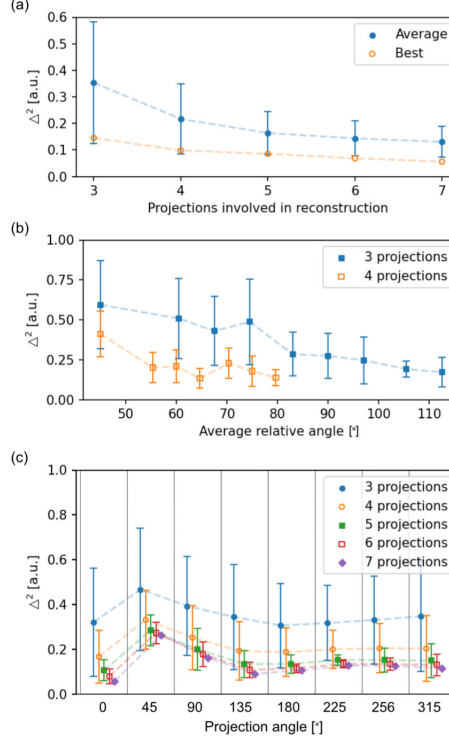 (a)
0.6
0.5
0.4
0.3
0.2
0.1
0.0
Δ² [a.u.]
Average
Best
3 4 5 6 7
Projections involved in reconstruction
(b)
1.00
0.75
0.50
0.25
0.00
Δ² [a.u.]
3 projections
4 projections
50 60 70 80 90 100 110
Average relative angle [°]
(c)
1.0
0.8
0.6
0.4
0.2
0.0
Δ² [a.u.]
3 projections
4 projections
5 projections
6 projections
7 projections
0 45 90 135 180 225 256 315
Projection angle [°]